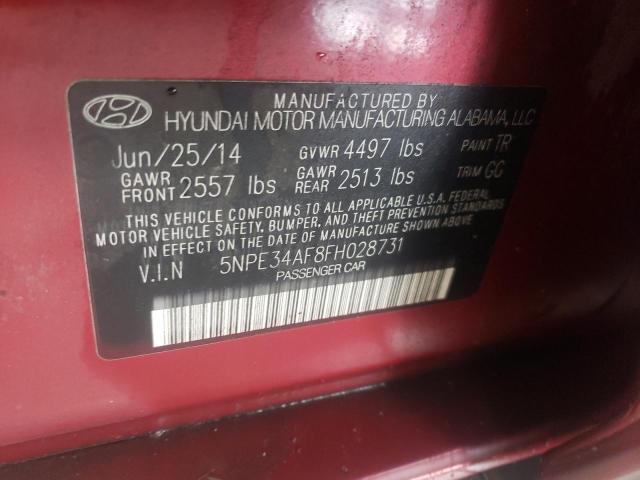 MANUFACTURED BY
HYUNDAI MOTOR MANUFACTURING ALABAMA, LLC
Jun/25/14 GVWR 4497 lbs PAINT TR
GAWR FRONT 2557 lbs GAWR REAR 2513 lbs TRIM GG
THIS VEHICLE CONFORMS TO ALL APPLICABLE U.S.A. FEDERAL
MOTOR VEHICLE SAFETY, BUMPER, AND THEFT PREVENTION STANDARDS
IN EFFECT ON THE DATE OF MANUFACTURE SHOWN ABOVE.
V.I.N 5NPE34AF8FH028731
PASSENGER CAR